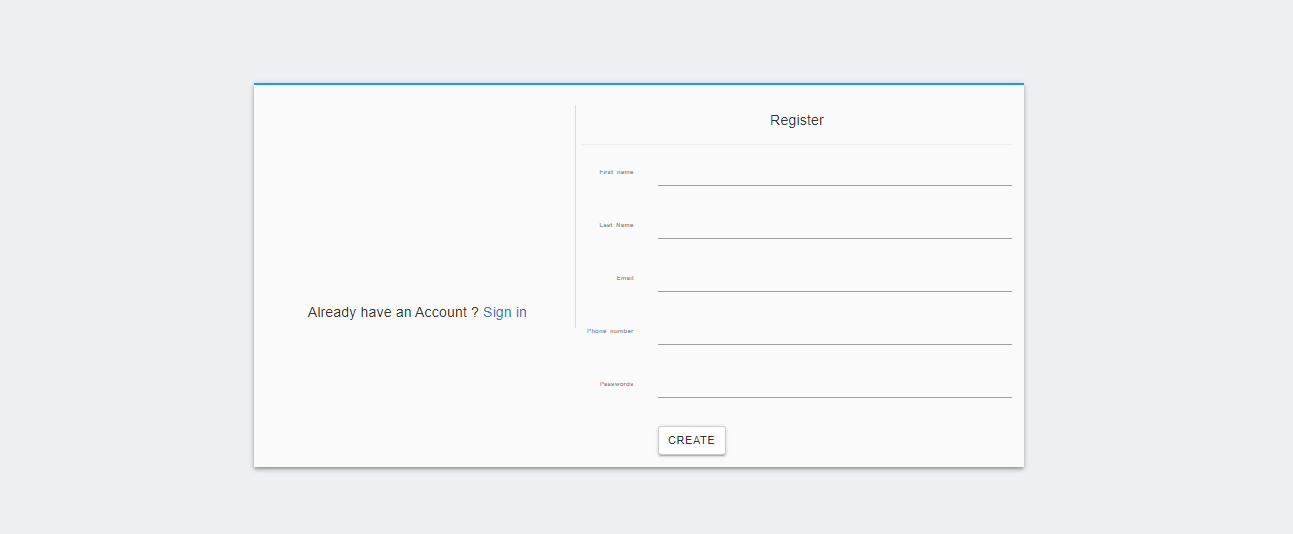 Register
First name
Last Name
Email
Already have an Account ? Sign in
Phone number
Passwords
CREATE